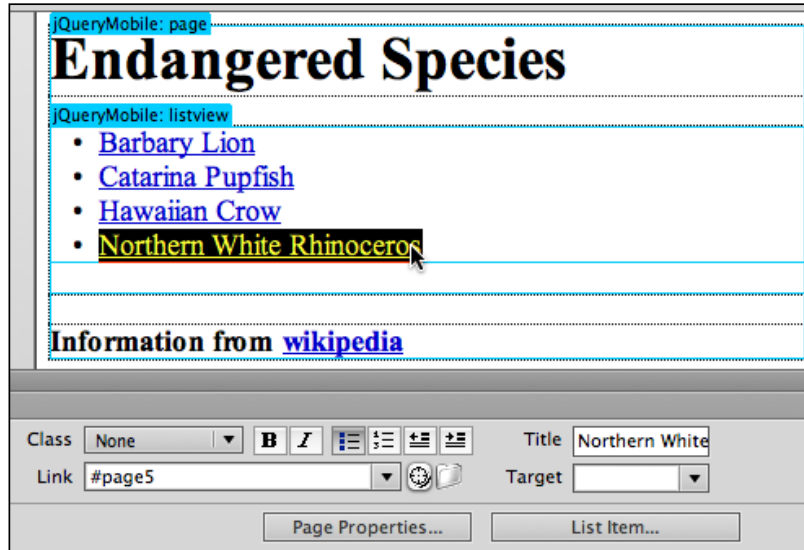 jQueryMobile: page
Endangered Species
jQueryMobile: listview
• Barbary Lion
• Catarina Pupfish
• Hawaiian Crow
• Northern White Rhinoceros
Information from wikipedia
Class None B I Title Northern White
Link #page5 Target
Page Properties... List Item...